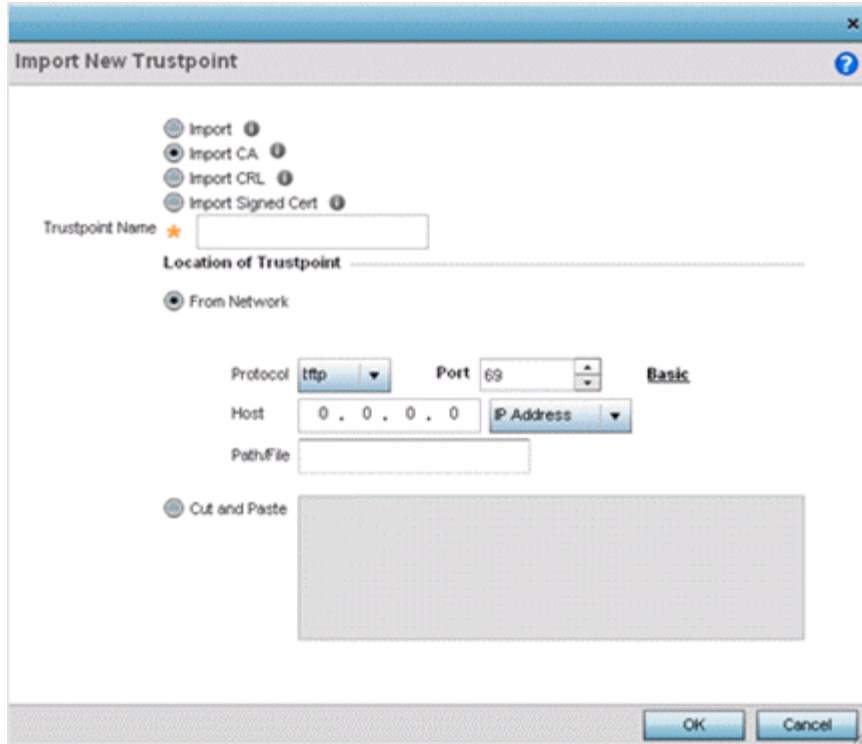 Import New Trustpoint
Import
Import CA
Import CRL
Import Signed Cert
Trustpoint Name *
Location of Trustpoint
From Network
Protocol tftp Port 69 Basic
Host 0 . 0 . 0 . 0 IP Address
Path/File
Cut and Paste
OK Cancel